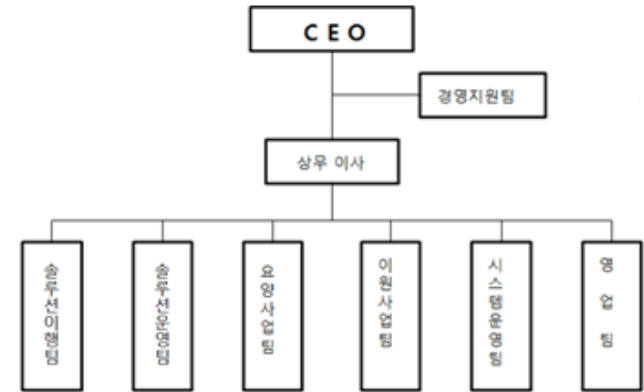 CEO
경영지원팀
상무 이사
솔루션이행팀
솔루션운영팀
요양사업팀
이원사업팀
시스템운영팀
영업팀